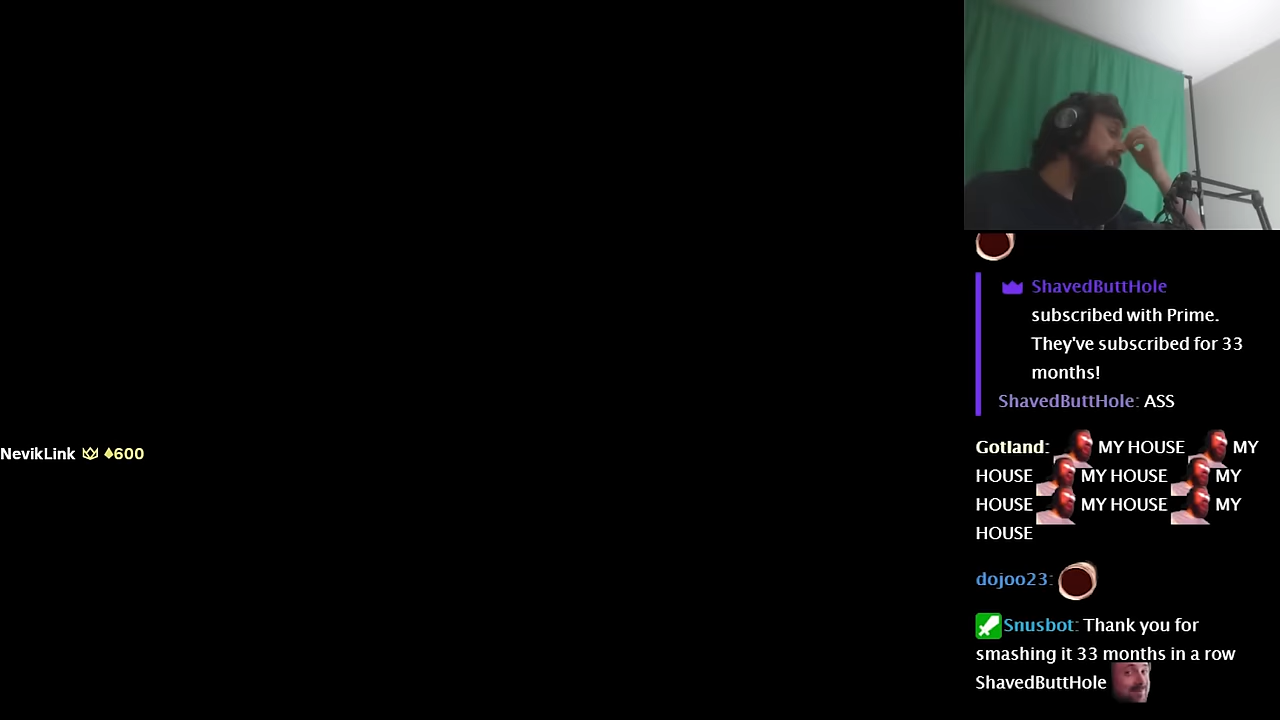 NevikLink 600
ShavedButtHole
subscribed with Prime.
They've subscribed for 33
months!
ShavedButtHole: ASS
Gotland: MY HOUSE MY
HOUSE MY HOUSE MY
HOUSE MY HOUSE MY
HOUSE
dojoo23:
Snusbot: Thank you for
smashing it 33 months in a row
ShavedButtHole